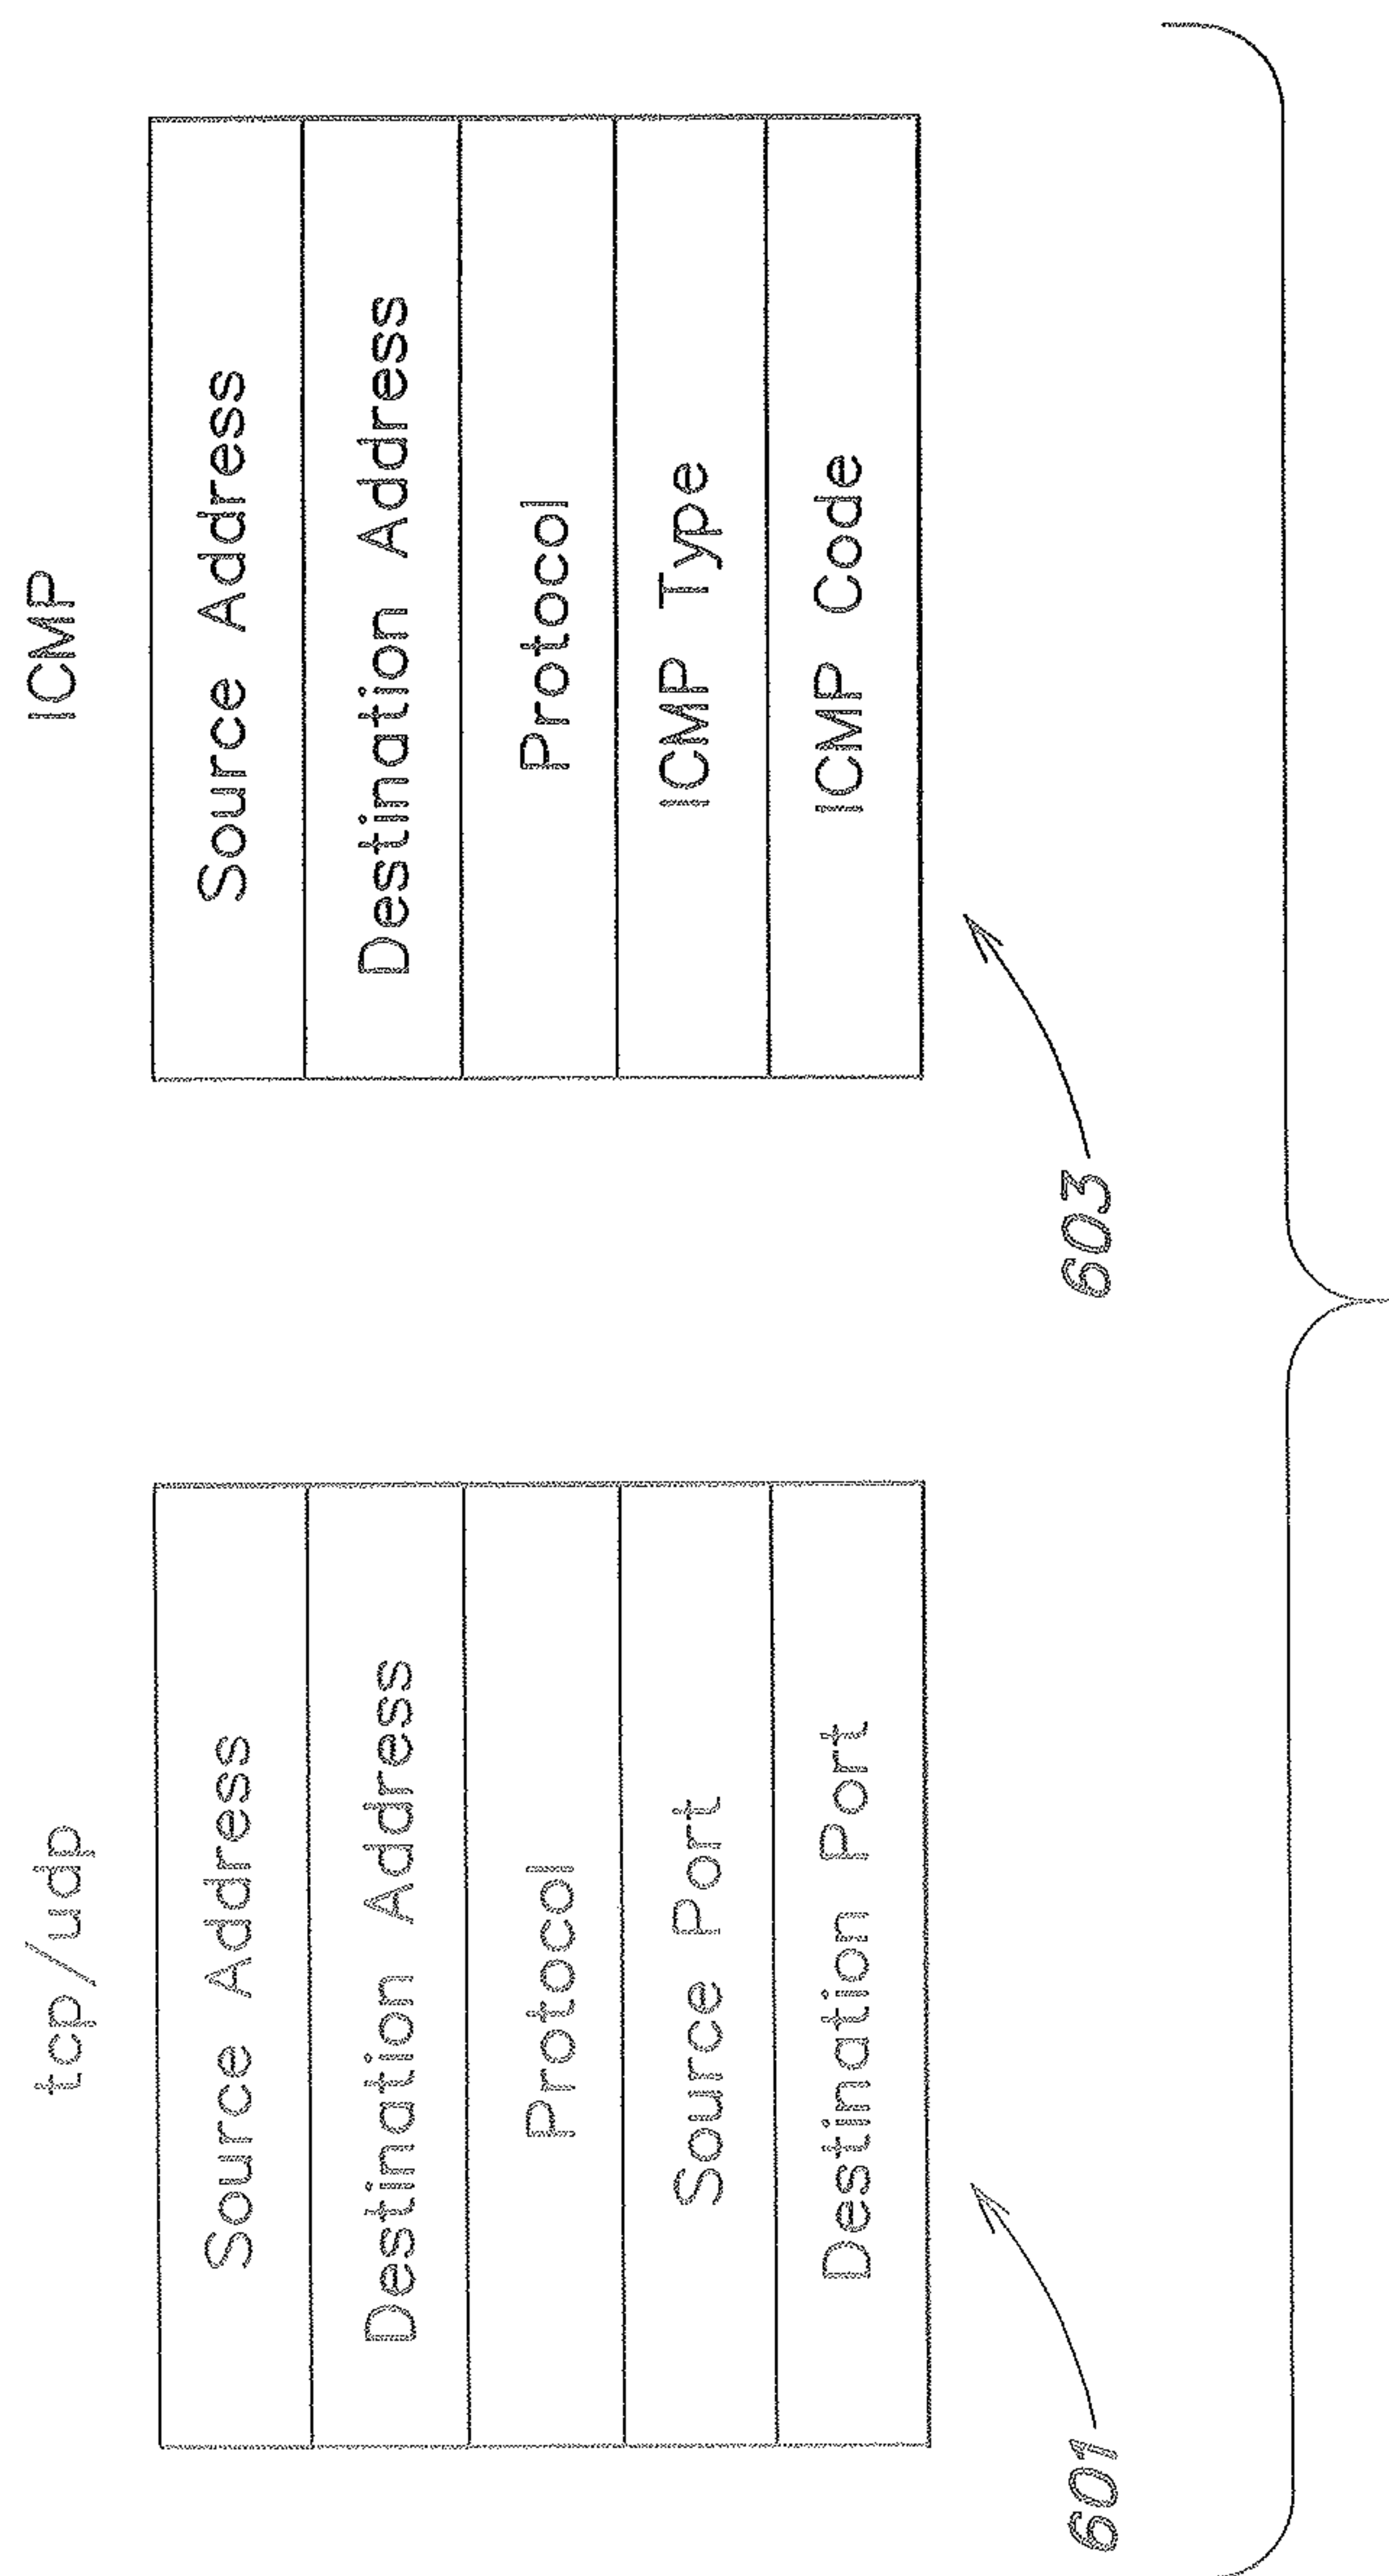 tcp/udp
Source Address
Destination Address
Protocol
Source Port
Destination Port
601
ICMP
Source Address
Destination Address
Protocol
ICMP Type
ICMP Code
603